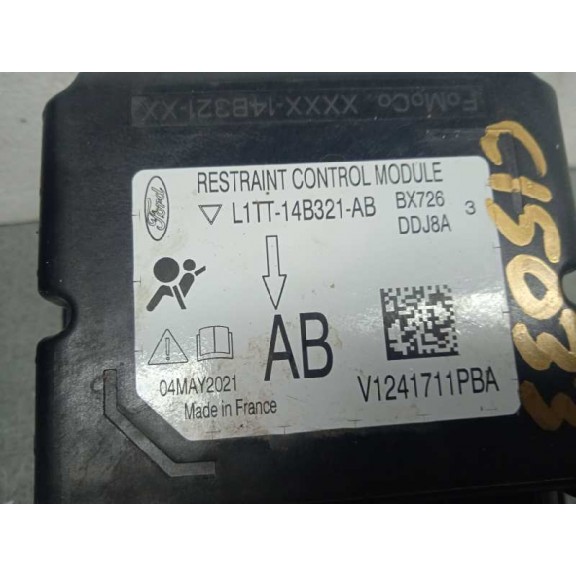 FoMoCo XXXX-14B321-XX
Ford
RESTRAINT CONTROL MODULE
L1TT-14B321-AB
BX726
DDJ8A
3
AB
04MAY2021
Made in France
V1241711PBA